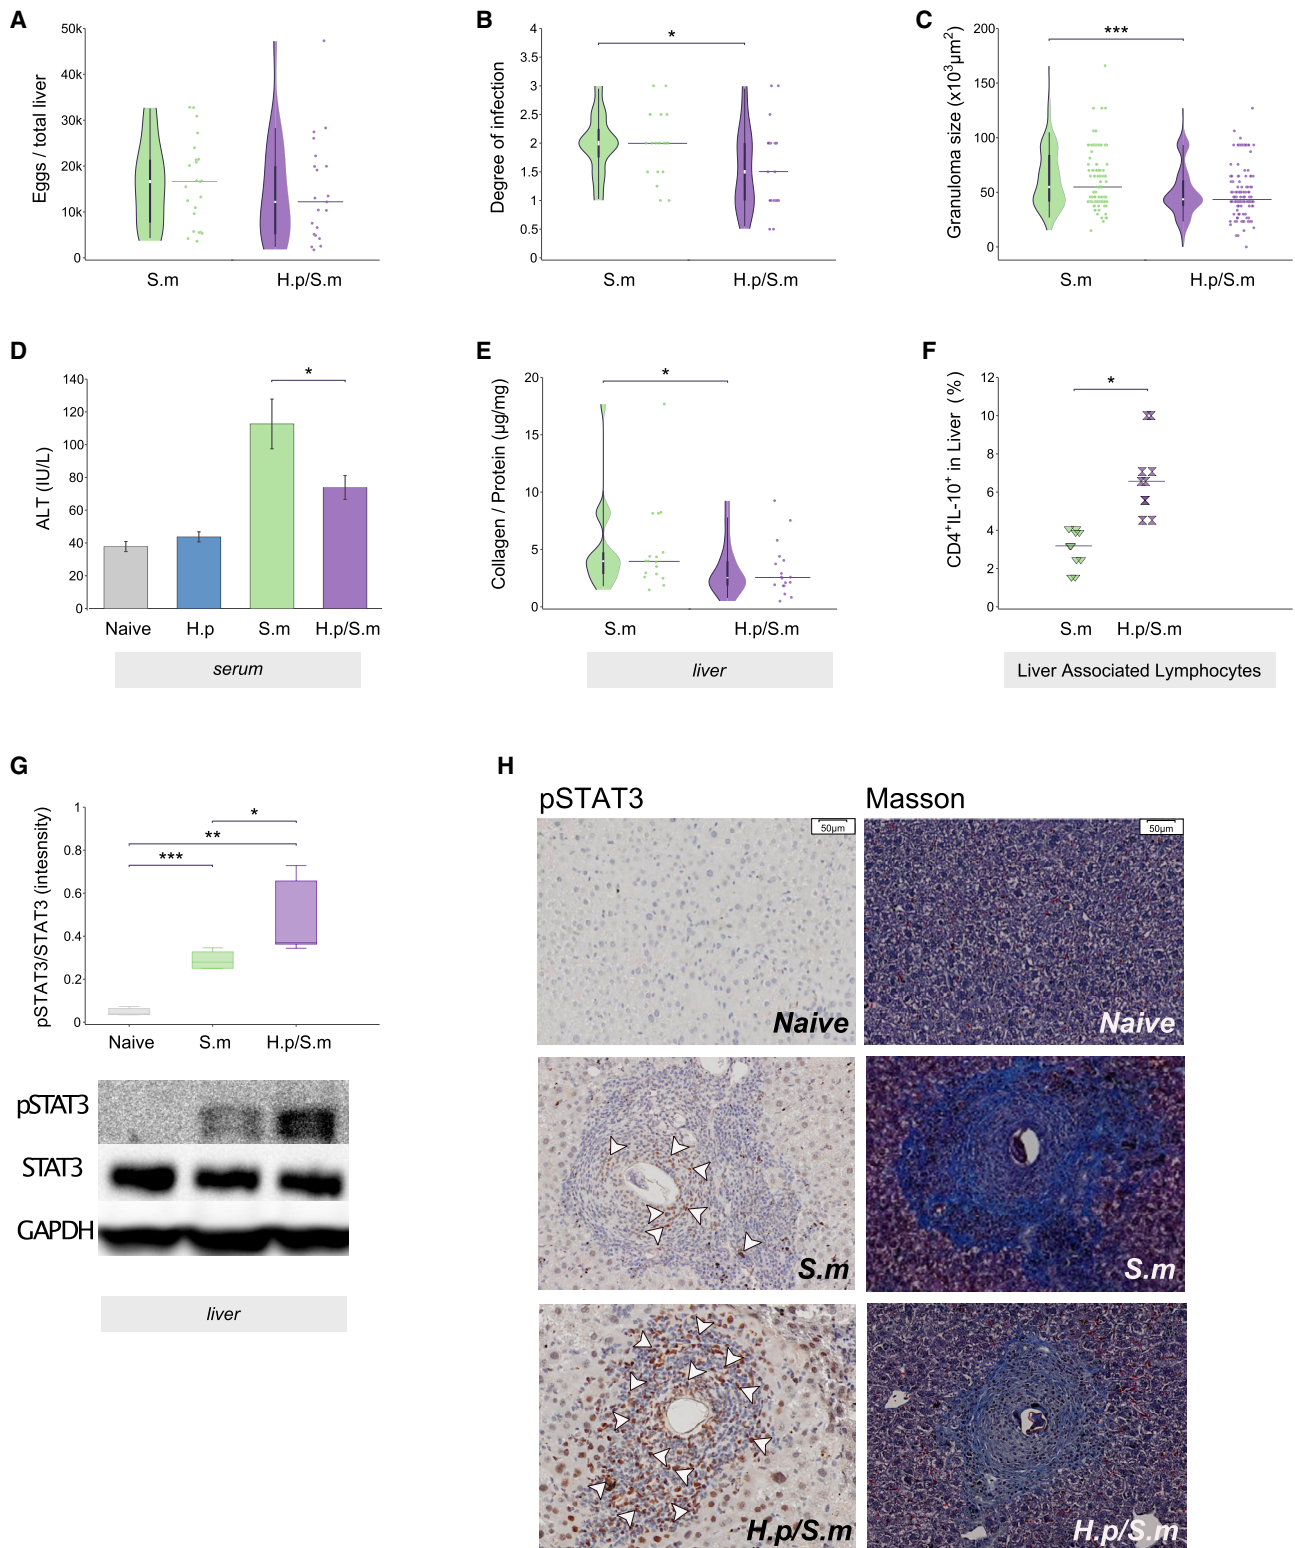 A
Eggs / total liver
50k
40k
30k
20k
10k
0
S.m
H.p/S.m
B
Degree of infection
4
3.5
3
2.5
2
1.5
1
0.5
0
*
S.m
H.p/S.m
C
Granuloma size (x10³µm²)
200
150
100
50
0
***
S.m
H.p/S.m
D
ALT (IU/L)
140
120
100
80
60
40
20
0
*
Naive
H.p
S.m
H.p/S.m
serum
E
Collagen / Protein (µg/mg)
20
15
10
5
0
*
S.m
H.p/S.m
liver
F
CD4⁺IL-10⁺ in Liver (%)
12
10
8
6
4
2
0
*
S.m
H.p/S.m
Liver Associated Lymphocytes
G
pSTAT3/STAT3 (intesnsity)
1
0.8
0.6
0.4
0.2
0
*
**
***
Naive
S.m
H.p/S.m
pSTAT3
STAT3
GAPDH
liver
H
pSTAT3
Masson
50µm
50µm
Naive
Naive
S.m
S.m
H.p/S.m
H.p/S.m